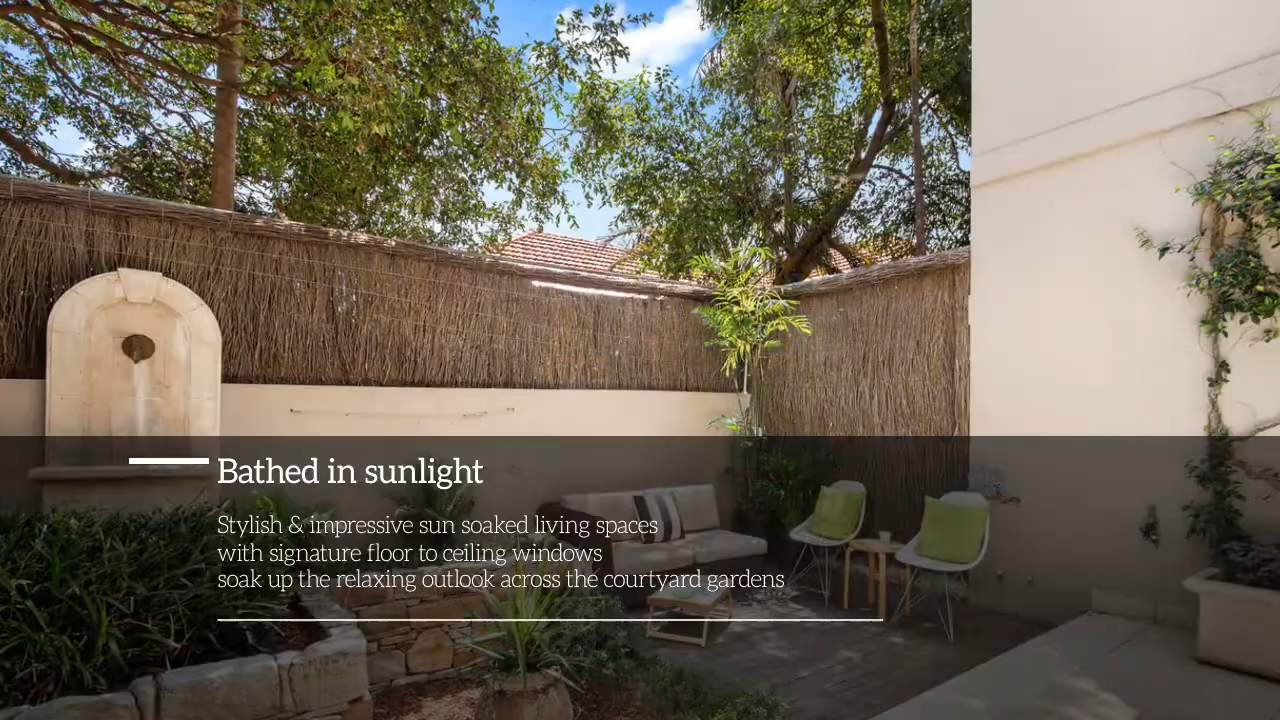 Bathed in sunlight
Stylish & impressive sun soaked living spaces
with signature floor to ceiling windows
soak up the relaxing outlook across the courtyard gardens